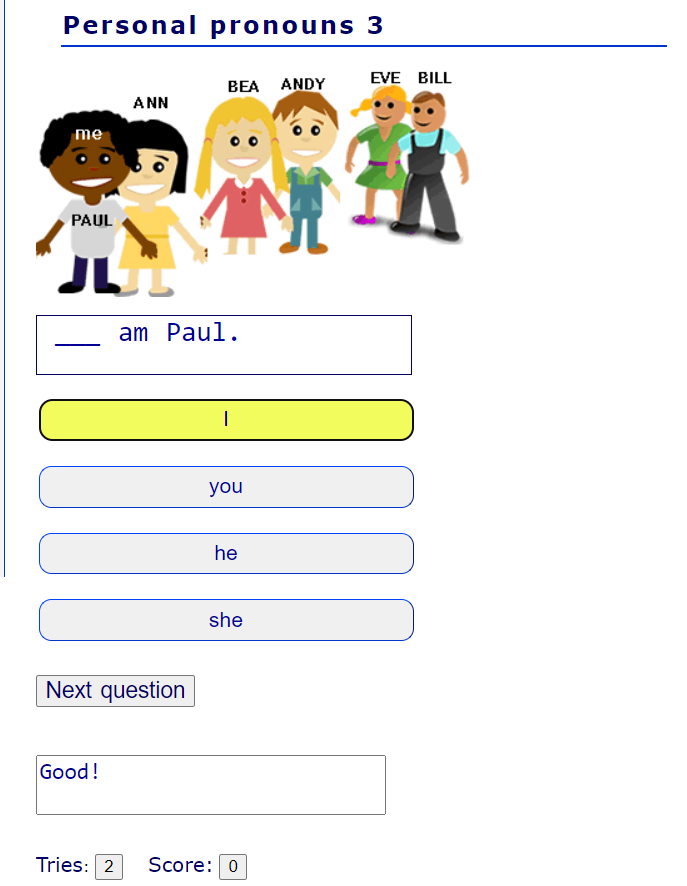 Personal pronouns 3
ANN
BEA
ANDY
EVE
BILL
me
PAUL
___ am Paul.
I
you
he
she
Next question
Good!
Tries: 2 Score: 0